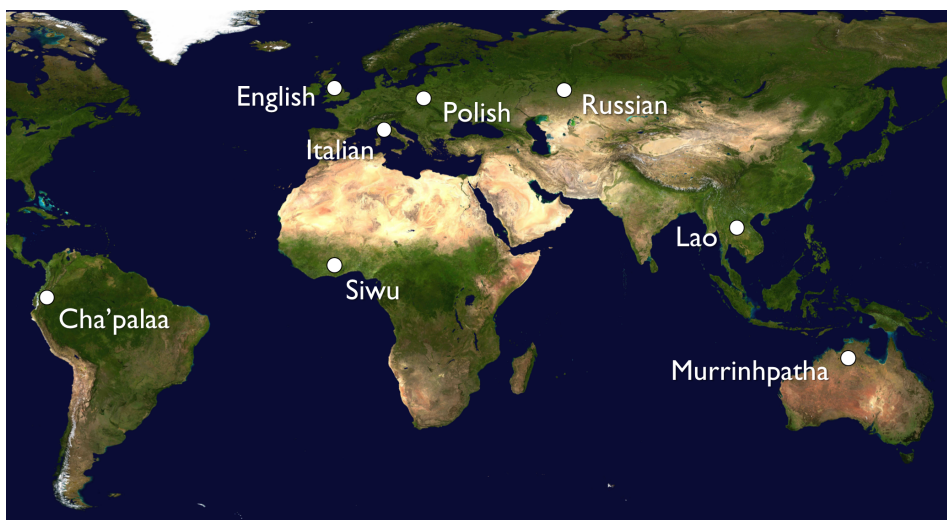 English
Polish
Russian
Italian
Lao
Siwu
Cha’palaa
Murrinhpatha